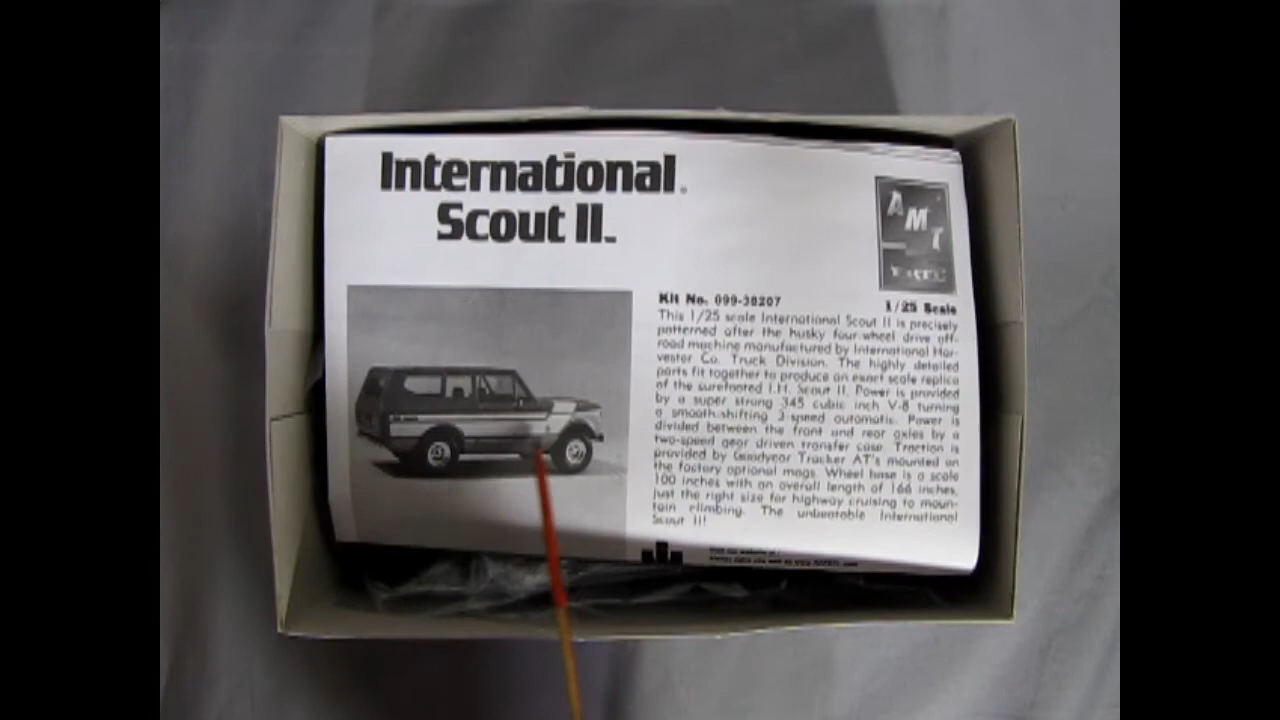 International®
Scout II™
AMT
ERTL
Kit No. 099-38207
1/25 Scale
This 1/25 scale International Scout II is precisely
patterned after the husky four-wheel drive off-
road machine manufactured by International Har-
vester Co. Truck Division. The highly detailed
parts fit together to produce an exact scale replica
of the surefooted I.H. Scout II. Power is provided
by a super strong 345 cubic inch V-8 turning
a smooth-shifting 3 speed automatic. Power is
divided between the front and rear axles by a
two-speed gear driven transfer case. Traction is
provided by Goodyear Tracker AT's mounted on
the factory optional mags. Wheel base is a scale
100 inches with an overall length of 166 inches,
just the right size for highway cruising to moun-
tain climbing. The unbeatable International
Scout II!